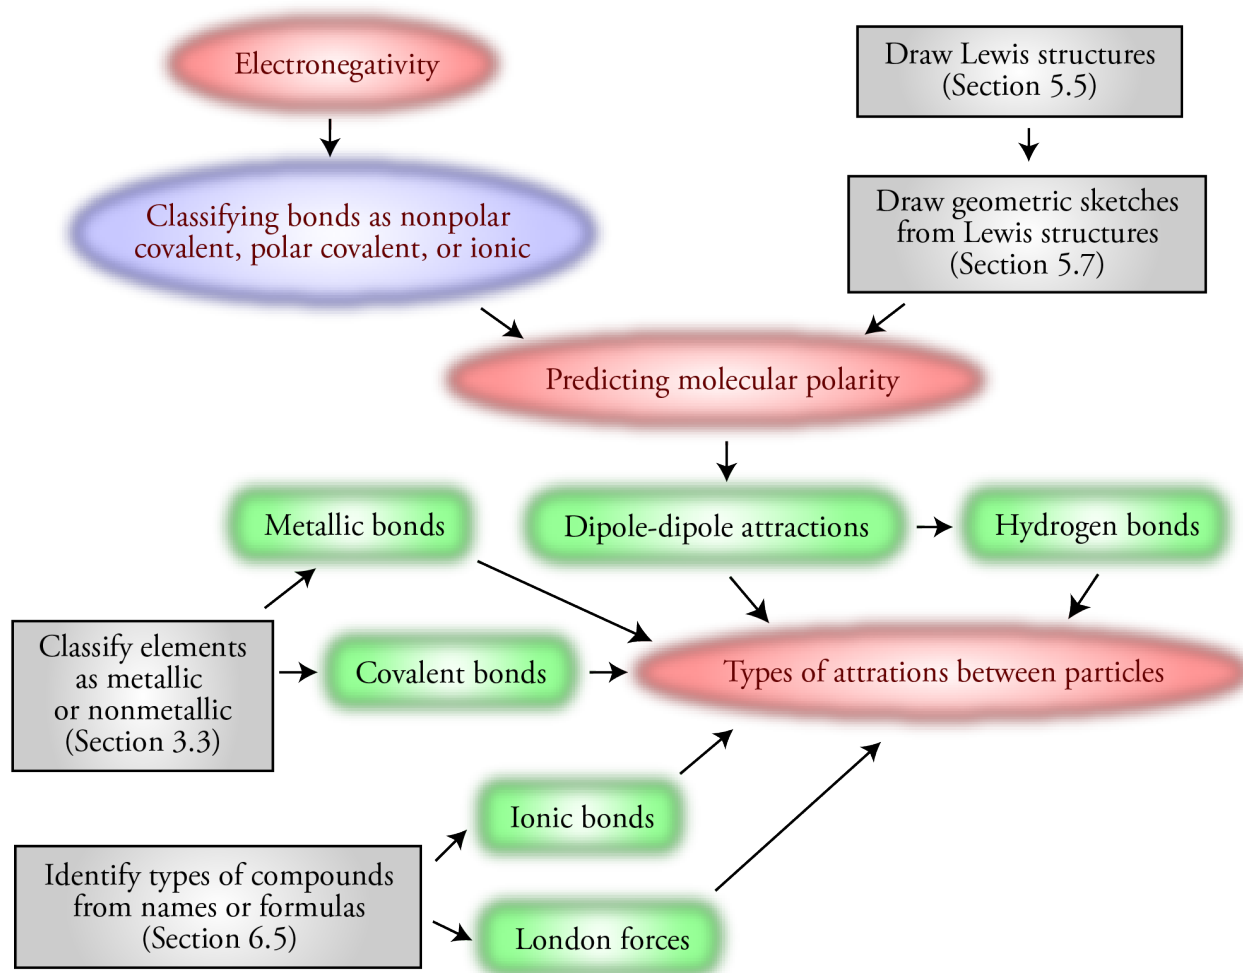 Electronegativity
Draw Lewis structures
(Section 5.5)
Classifying bonds as nonpolar
covalent, polar covalent, or ionic
Draw geometric sketches
from Lewis structures
(Section 5.7)
Predicting molecular polarity
Metallic bonds
Dipole-dipole attractions
Hydrogen bonds
Classify elements
as metallic
or nonmetallic
(Section 3.3)
Covalent bonds
Types of attrations between particles
Ionic bonds
Identify types of compounds
from names or formulas
(Section 6.5)
London forces